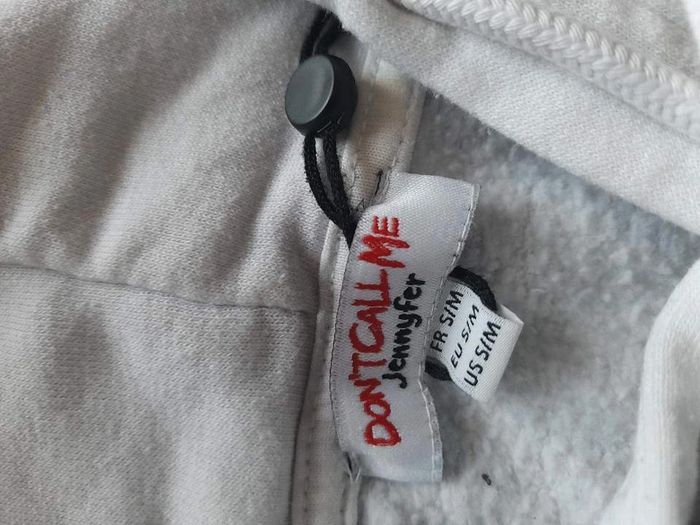 DON'T CALL ME
Jennyfer
FR S/M
EU S/M
US S/M